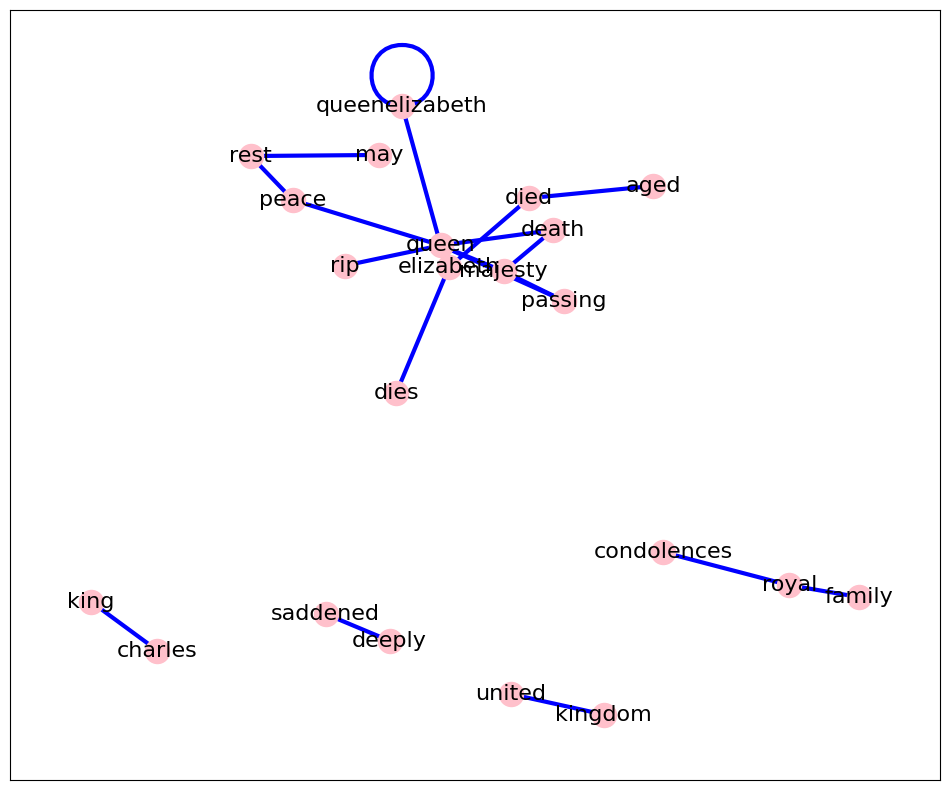 queenelizabeth
rest
may
peace
died
aged
death
queen
rip
elizabeth
majesty
passing
dies
condolences
royal
family
king
charles
saddened
deeply
united
kingdom